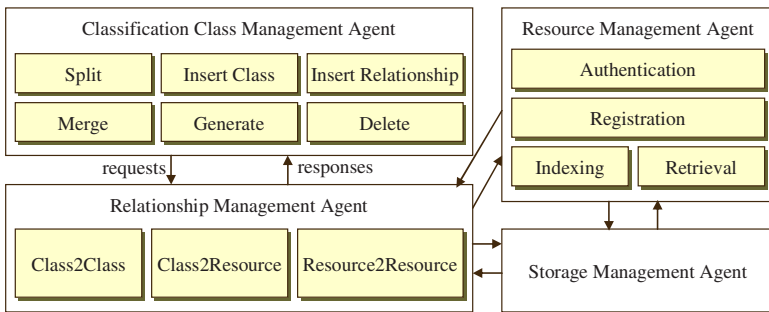 Classification Class Management Agent
Split
Insert Class
Insert Relationship
Merge
Generate
Delete
requests
responses
Relationship Management Agent
Class2Class
Class2Resource
Resource2Resource
Resource Management Agent
Authentication
Registration
Indexing
Retrieval
Storage Management Agent